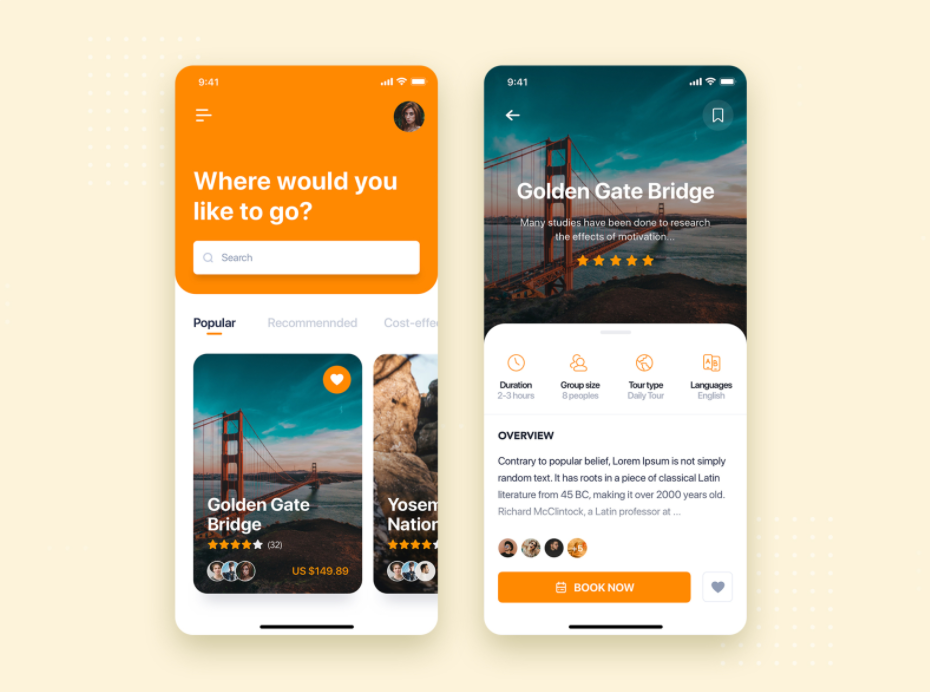 9:41
Where would you
like to go?
Search
Popular Recommennded Cost-effe
Golden Gate
Bridge
(32)
US $149.89
Yosem
Nation
9:41
Golden Gate Bridge
Many studies have been done to research
the effects of motivation...
Duration Group size Tour type Languages
2-3 hours 8 peoples Daily Tour English
OVERVIEW
Contrary to popular belief, Lorem Ipsum is not simply
random text. It has roots in a piece of classical Latin
literature from 45 BC, making it over 2000 years old.
Richard McClintock, a Latin professor at ...
BOOK NOW